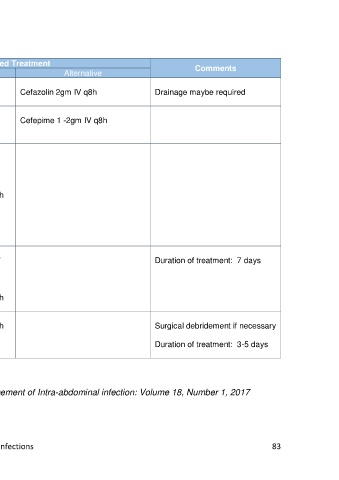 ed Treatment
Alternative
Comments
Cefazolin 2gm IV q8h
Drainage maybe required
Cefepime 1 -2gm IV q8h
h
Duration of treatment: 7 days
h
h
Surgical debridement if necessary
Duration of treatment: 3-5 days
ement of Intra-abdominal infection: Volume 18, Number 1, 2017
nfections
83